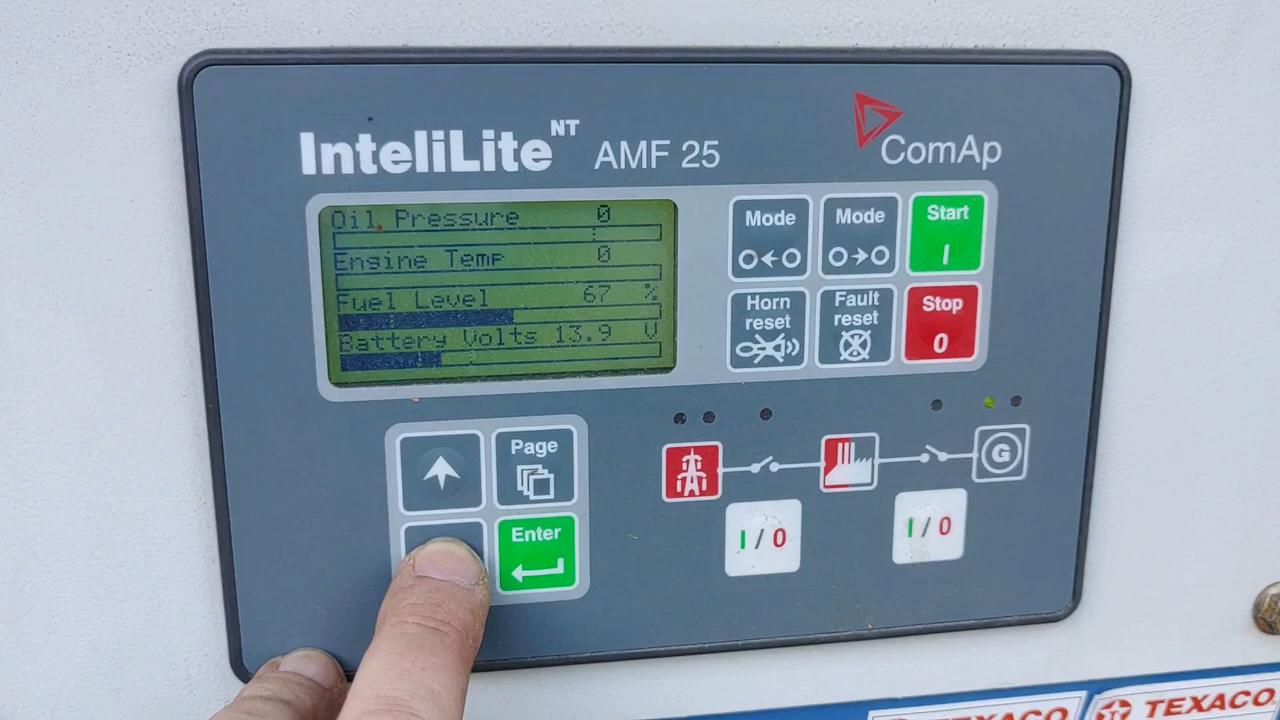 InteliLite NT AMF 25
ComAp
Oil Pressure 0
Engine Temp 0
Fuel Level 67 %
Battery Volts 13.9 V
Mode
Mode
Start
I
Horn reset
Fault reset
Stop
0
Page
Enter
G
I / 0
I / 0
TEXACO
TEXACO